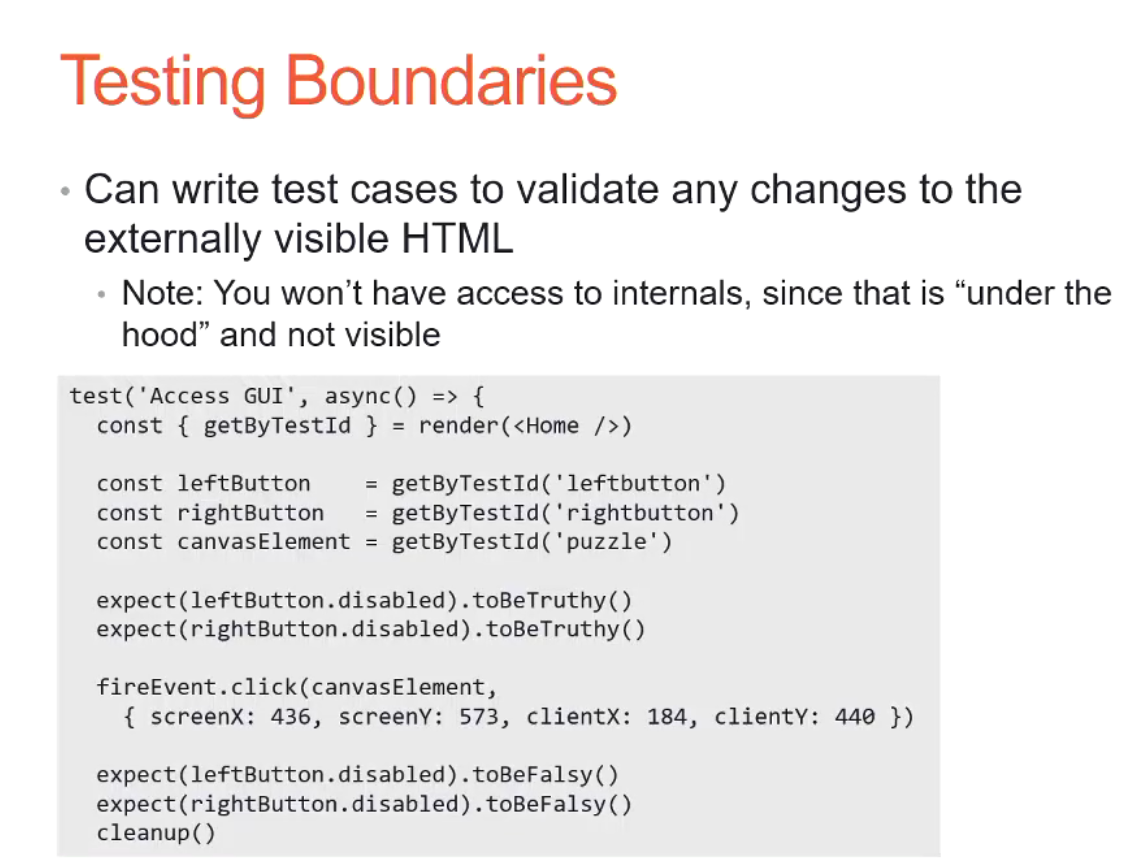 Testing Boundaries
• Can write test cases to validate any changes to the
externally visible HTML
• Note: You won’t have access to internals, since that is “under the
hood” and not visible
test('Access GUI', async() => {
  const { getByTestId } = render(<Home />)
  const leftButton    = getByTestId('leftbutton')
  const rightButton   = getByTestId('rightbutton')
  const canvasElement = getByTestId('puzzle')
  expect(leftButton.disabled).toBeTruthy()
  expect(rightButton.disabled).toBeTruthy()
  fireEvent.click(canvasElement,
    { screenX: 436, screenY: 573, clientX: 184, clientY: 440 })
  expect(leftButton.disabled).toBeFalsy()
  expect(rightButton.disabled).toBeFalsy()
  cleanup()